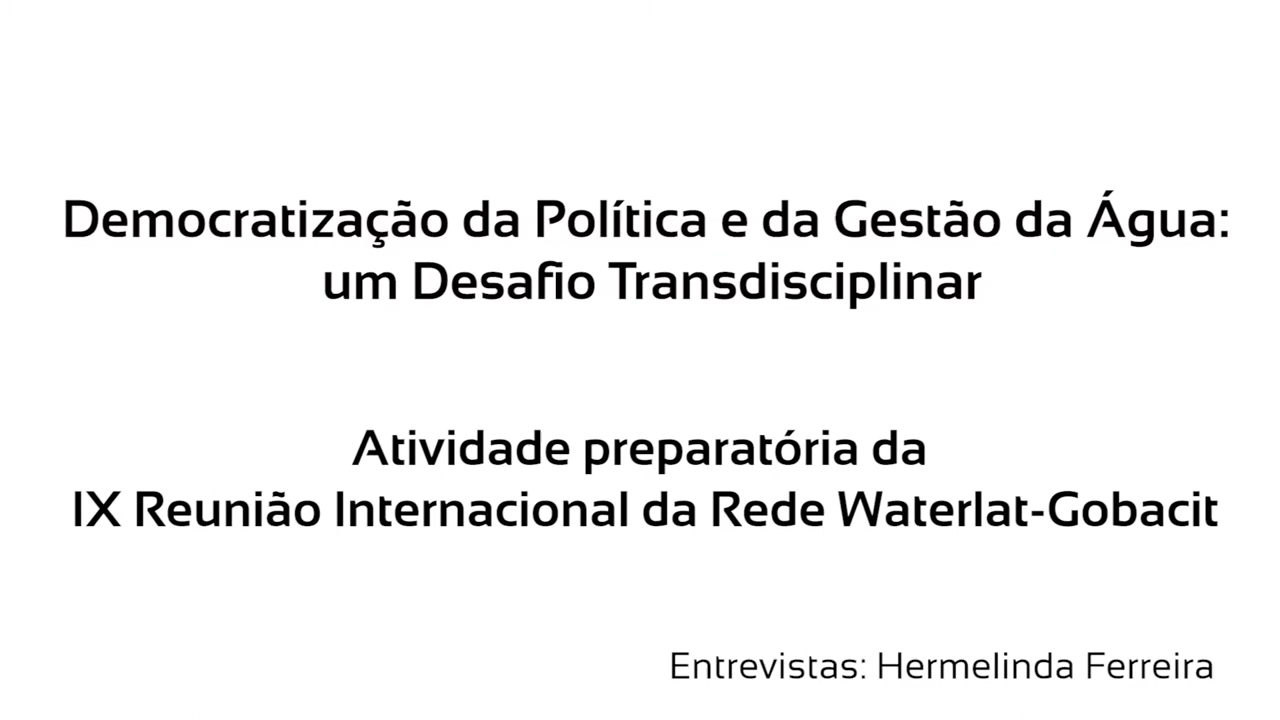 Democratização da Política e da Gestão da Água:
um Desafio Transdisciplinar
Atividade preparatória da
IX Reunião Internacional da Rede Waterlat-Gobacit
Entrevistas: Hermelinda Ferreira